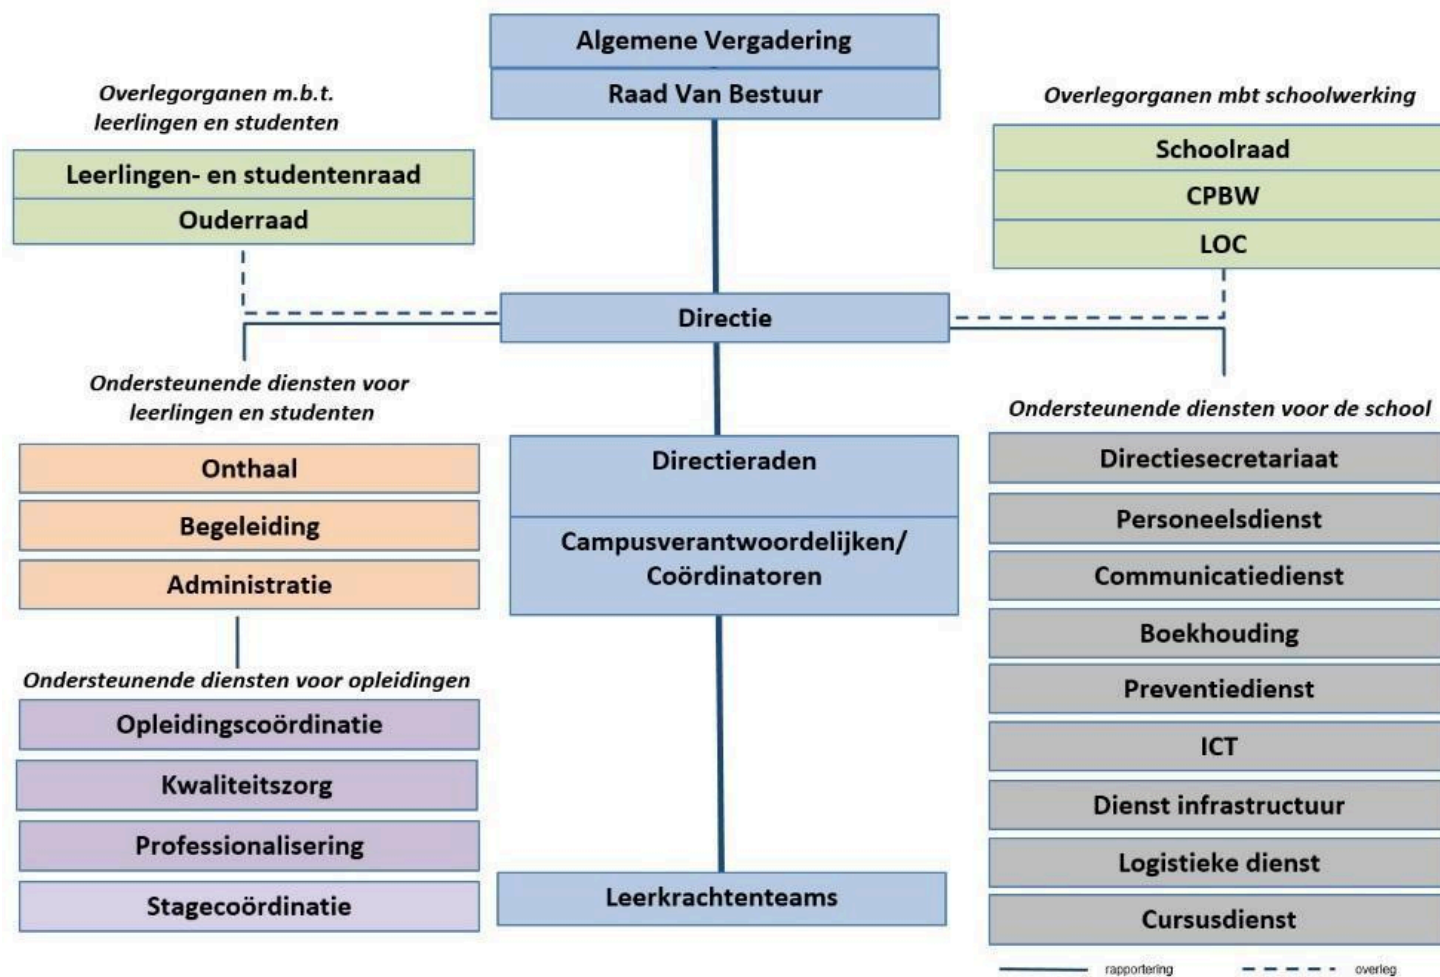 Algemene Vergadering
Raad Van Bestuur
Overlegorganen m.b.t.
leerlingen en studenten
Leerlingen- en studentenraad
Ouderraad
Overlegorganen mbt schoolwerking
Schoolraad
CPBW
LOC
Directie
Ondersteunende diensten voor
leerlingen en studenten
Onthaal
Begeleiding
Administratie
Ondersteunende diensten voor opleidingen
Opleidingscoördinatie
Kwaliteitszorg
Professionalisering
Stagecoördinatie
Directieraden
Campusverantwoordelijken/
Coördinatoren
Leerkrachtenteams
Ondersteunende diensten voor de school
Directiesecretariaat
Personeelsdienst
Communicatiedienst
Boekhouding
Preventiedienst
ICT
Dienst infrastructuur
Logistieke dienst
Cursusdienst
rapportering
overleg